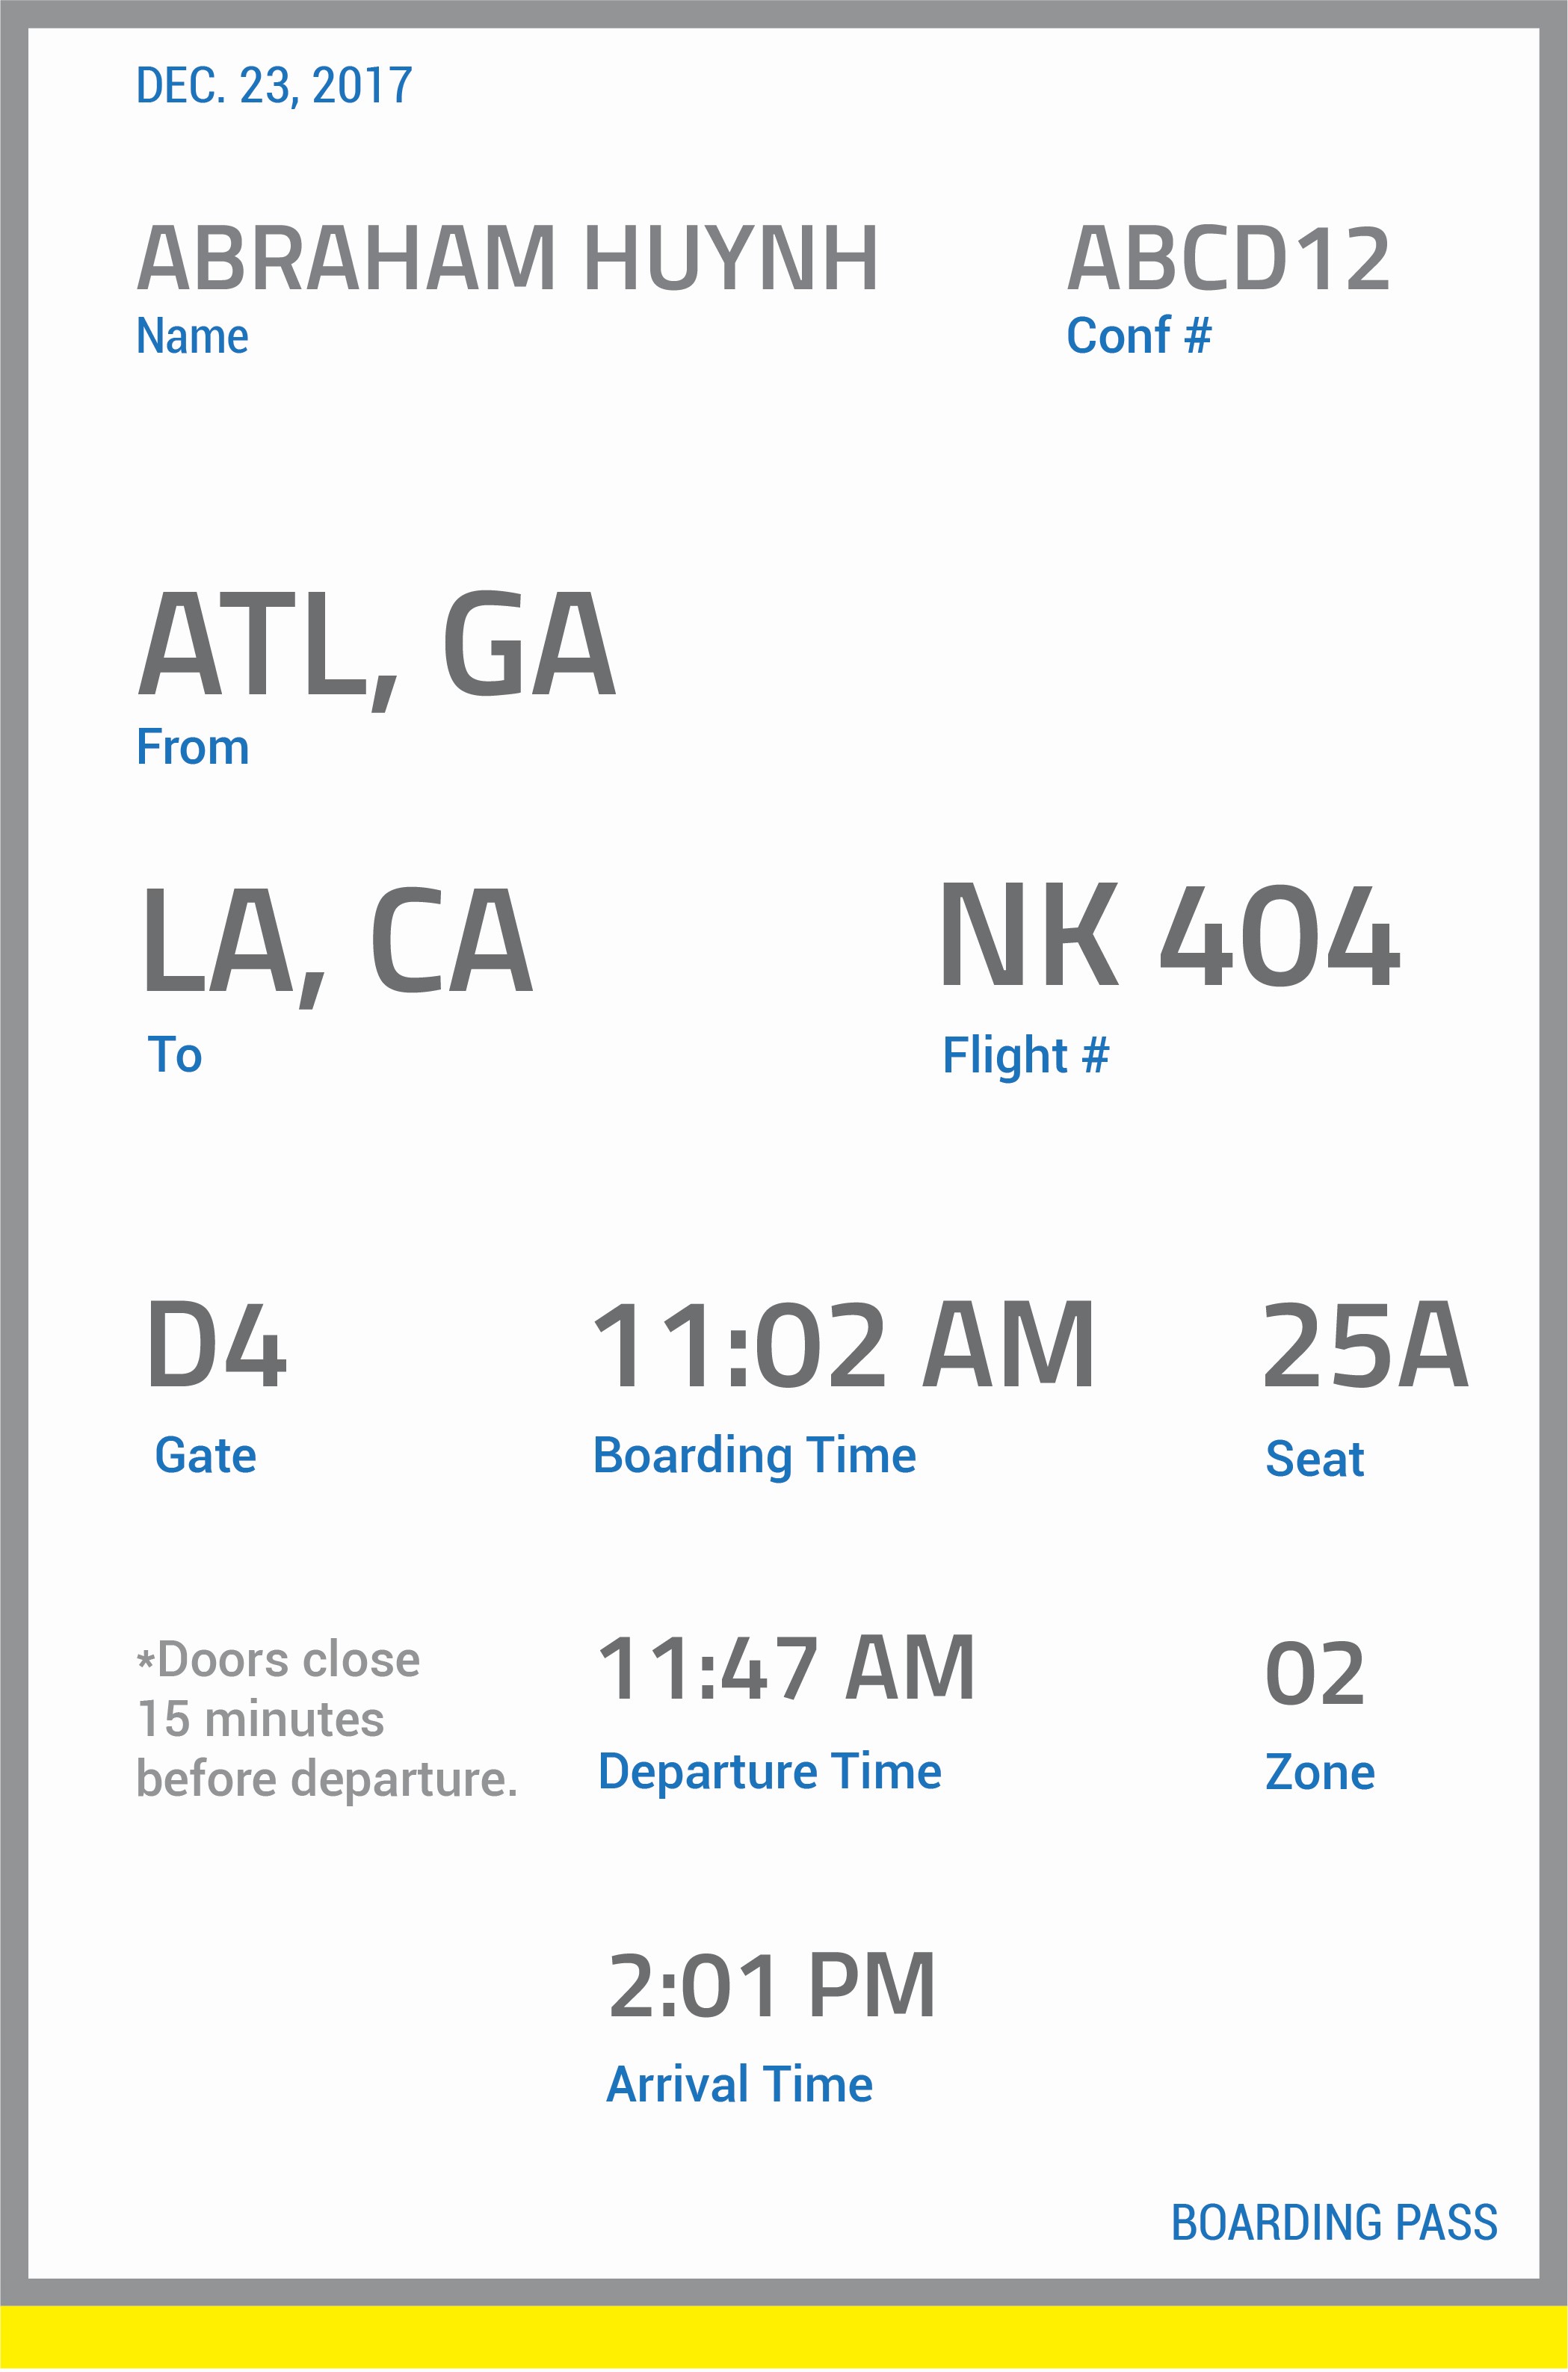 DEC. 23, 2017
ABRAHAM HUYNH
Name
ABCD12
Conf #
ATL, GA
From
LA, CA
To
NK 404
Flight #
D4
Gate
11:02 AM
Boarding Time
25A
Seat
*Doors close
15 minutes
before departure.
11:47 AM
Departure Time
02
Zone
2:01 PM
Arrival Time
BOARDING PASS